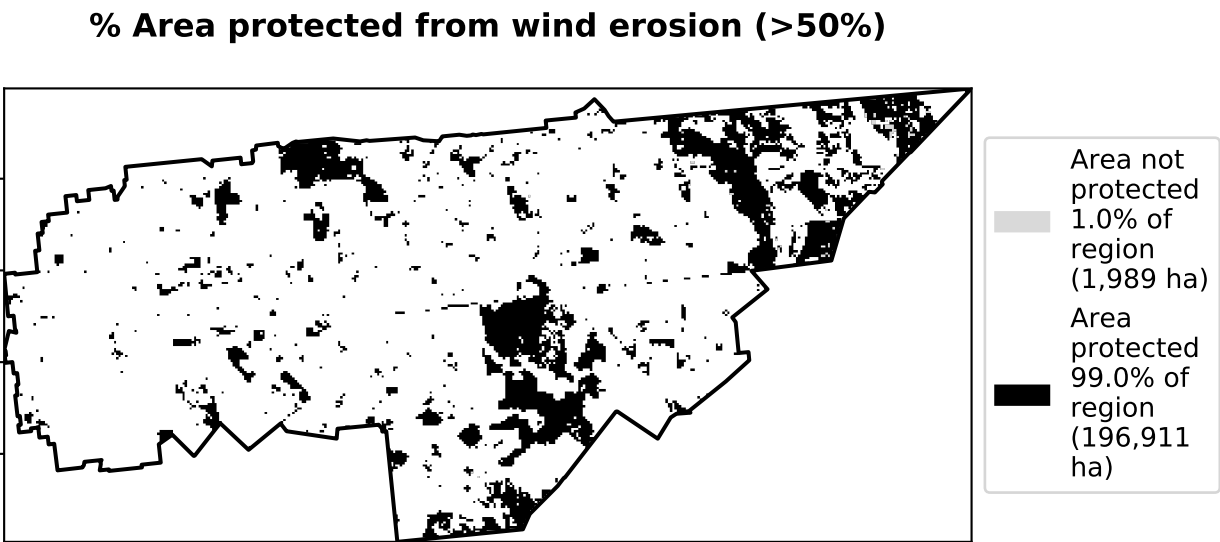 % Area protected from wind erosion (>50%)
Area not
protected
1.0% of
region
(1,989 ha)
Area
protected
99.0% of
region
(196,911
ha)